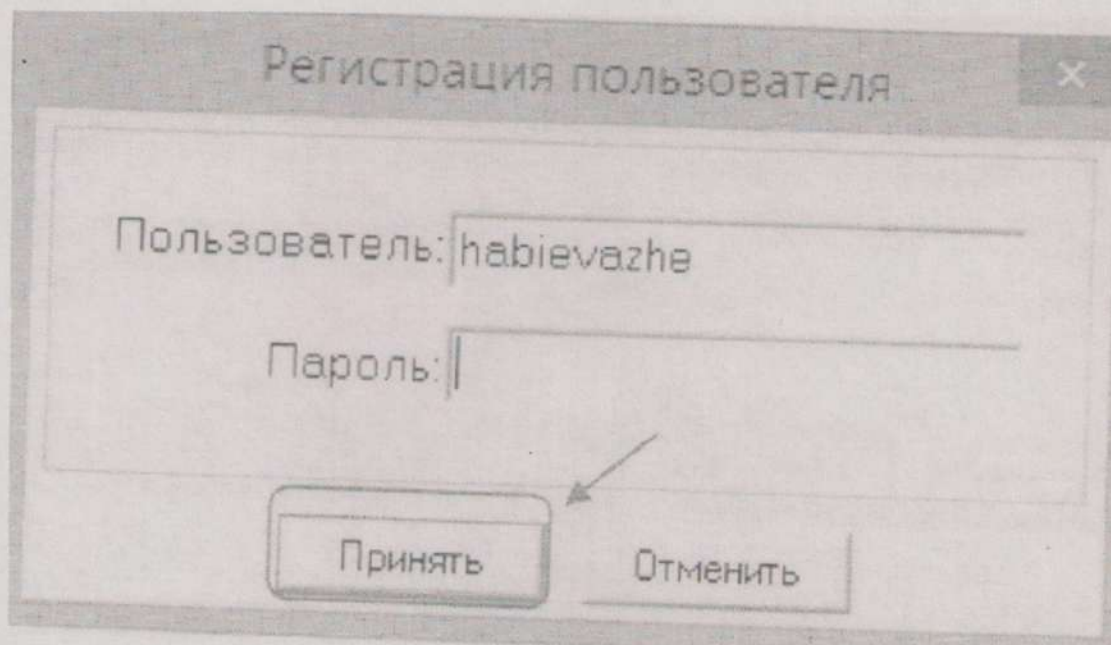 Регистрация пользователя
Пользователь: habievazhe
Пароль:
Принять Отменить